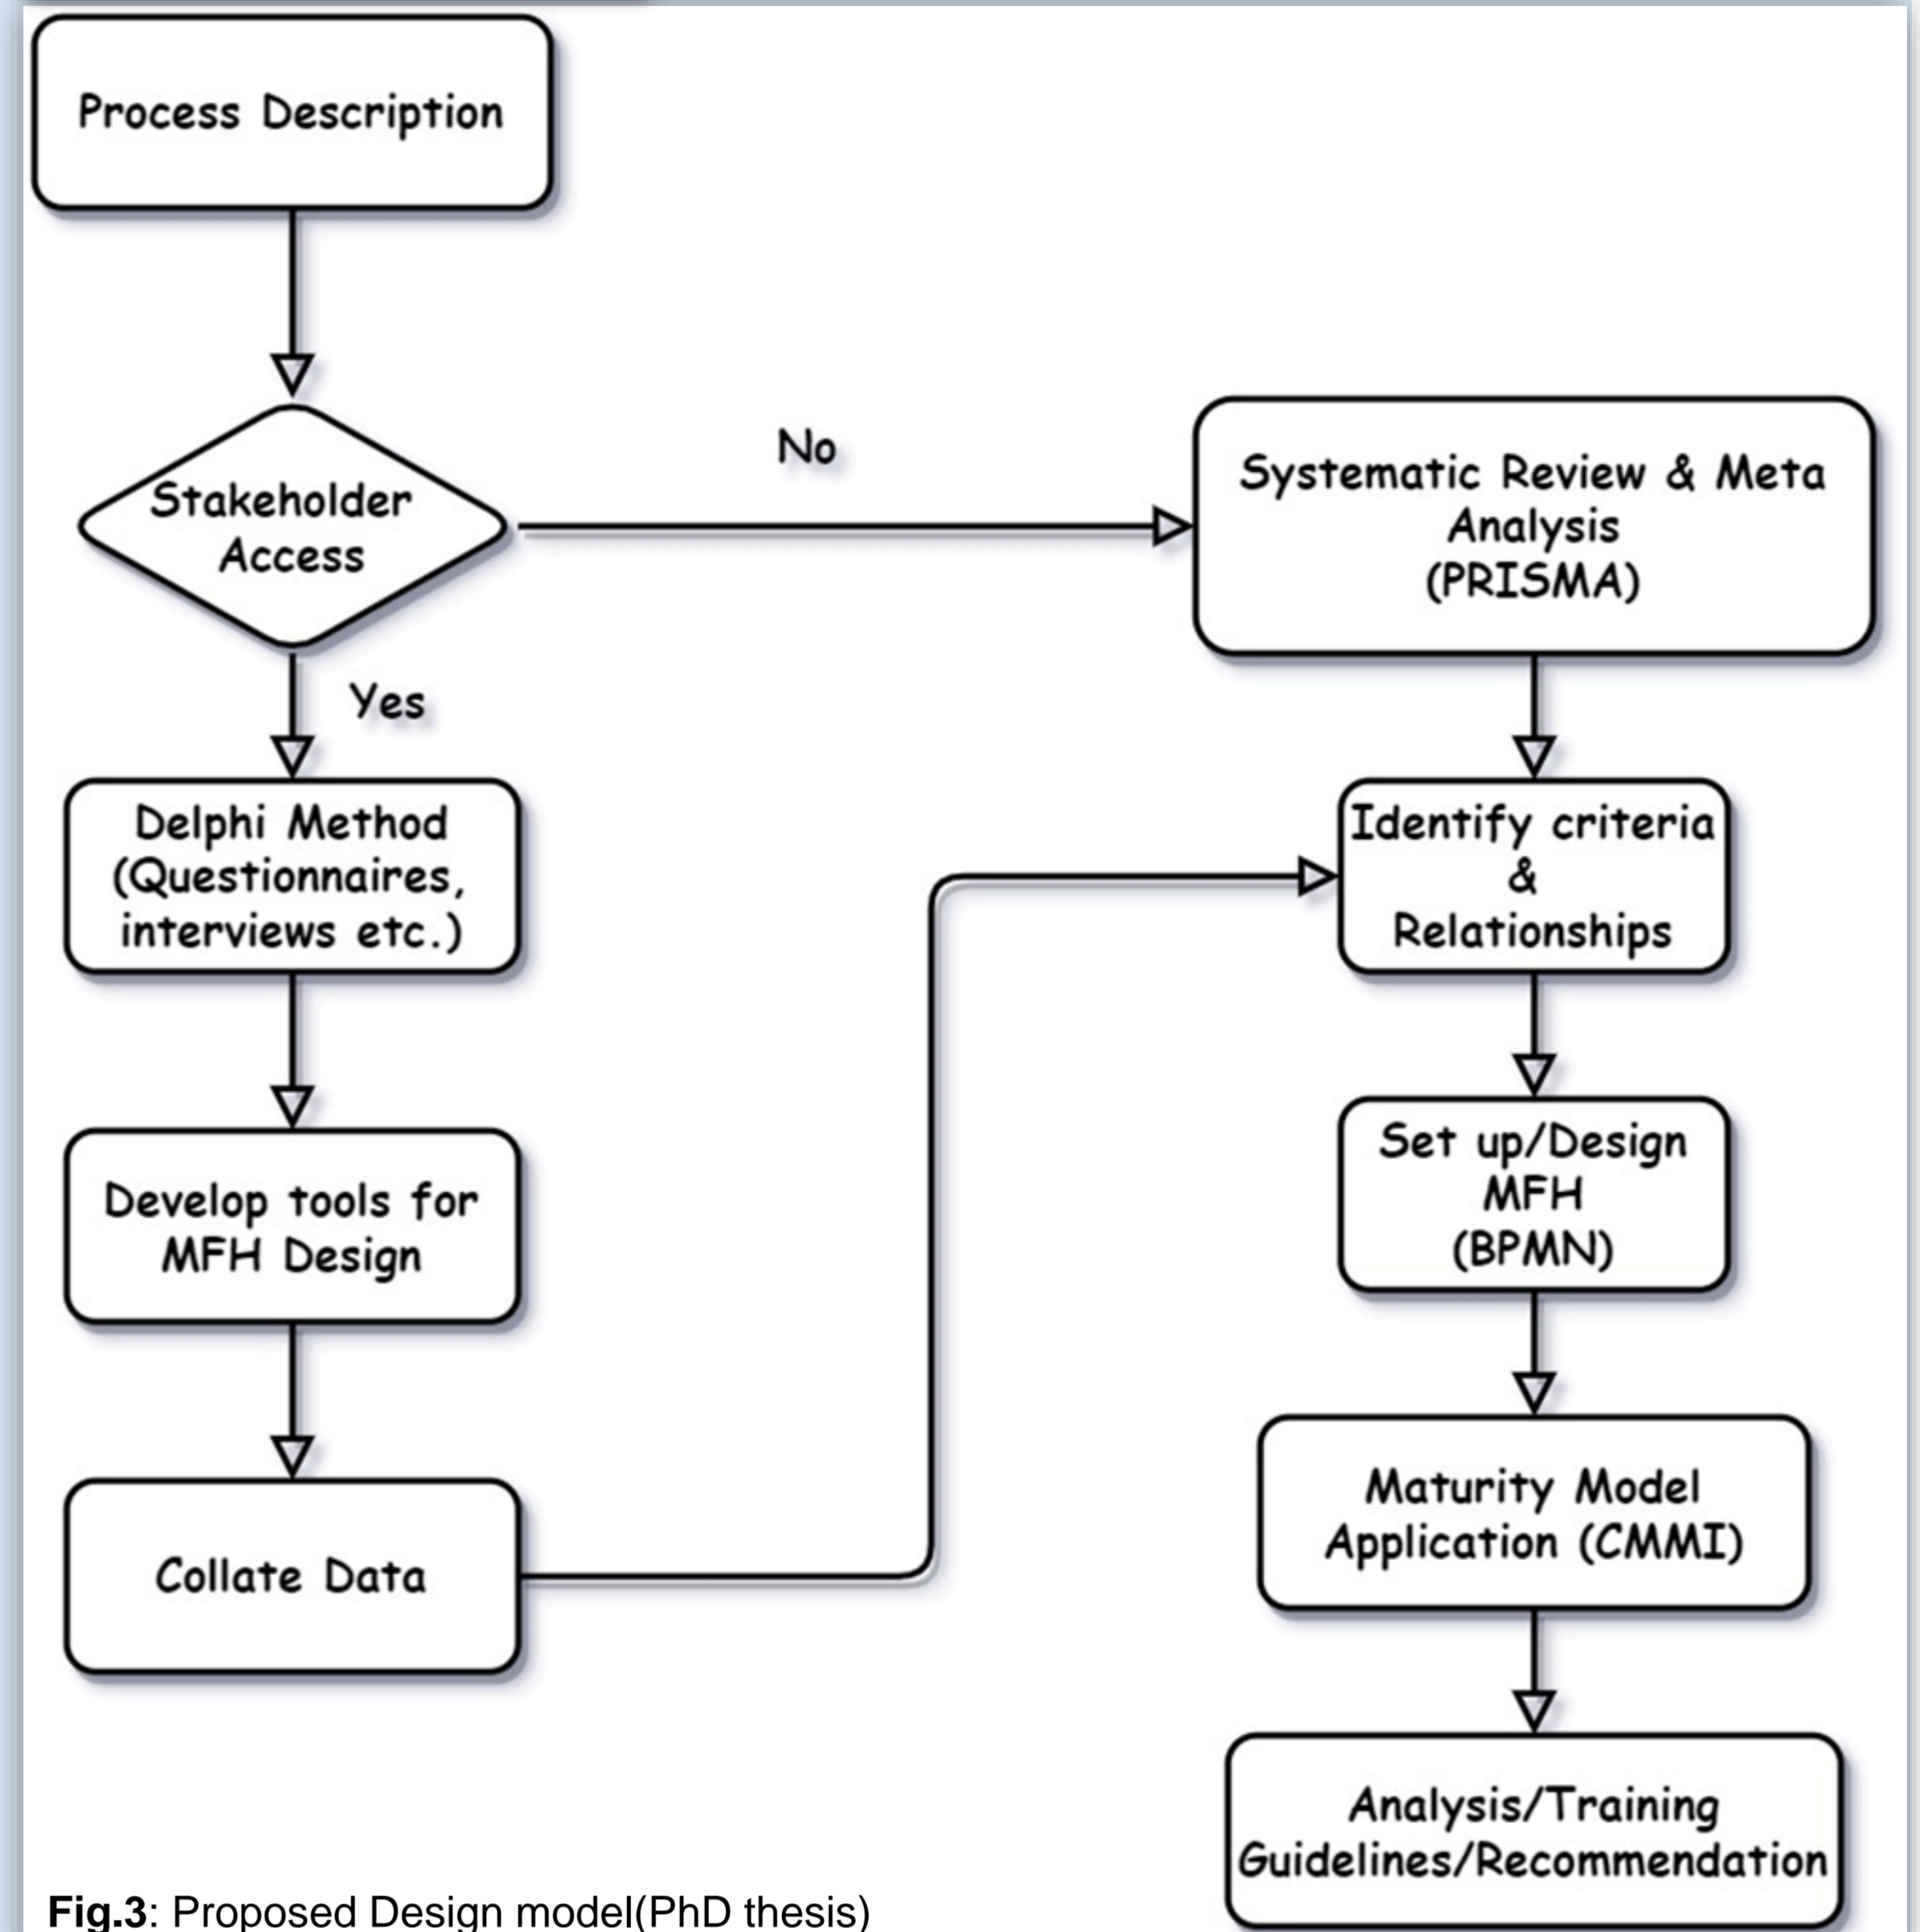 Process Description
Stakeholder
Access
No
Yes
Systematic Review & Meta
Analysis
(PRISMA)
Delphi Method
(Questionnaires,
interviews etc.)
Identify criteria
&
Relationships
Develop tools for
MFH Design
Set up/Design
MFH
(BPMN)
Collate Data
Maturity Model
Application (CMMI)
Analysis/Training
Guidelines/Recommendation
Fig.3: Proposed Design model(PhD thesis)